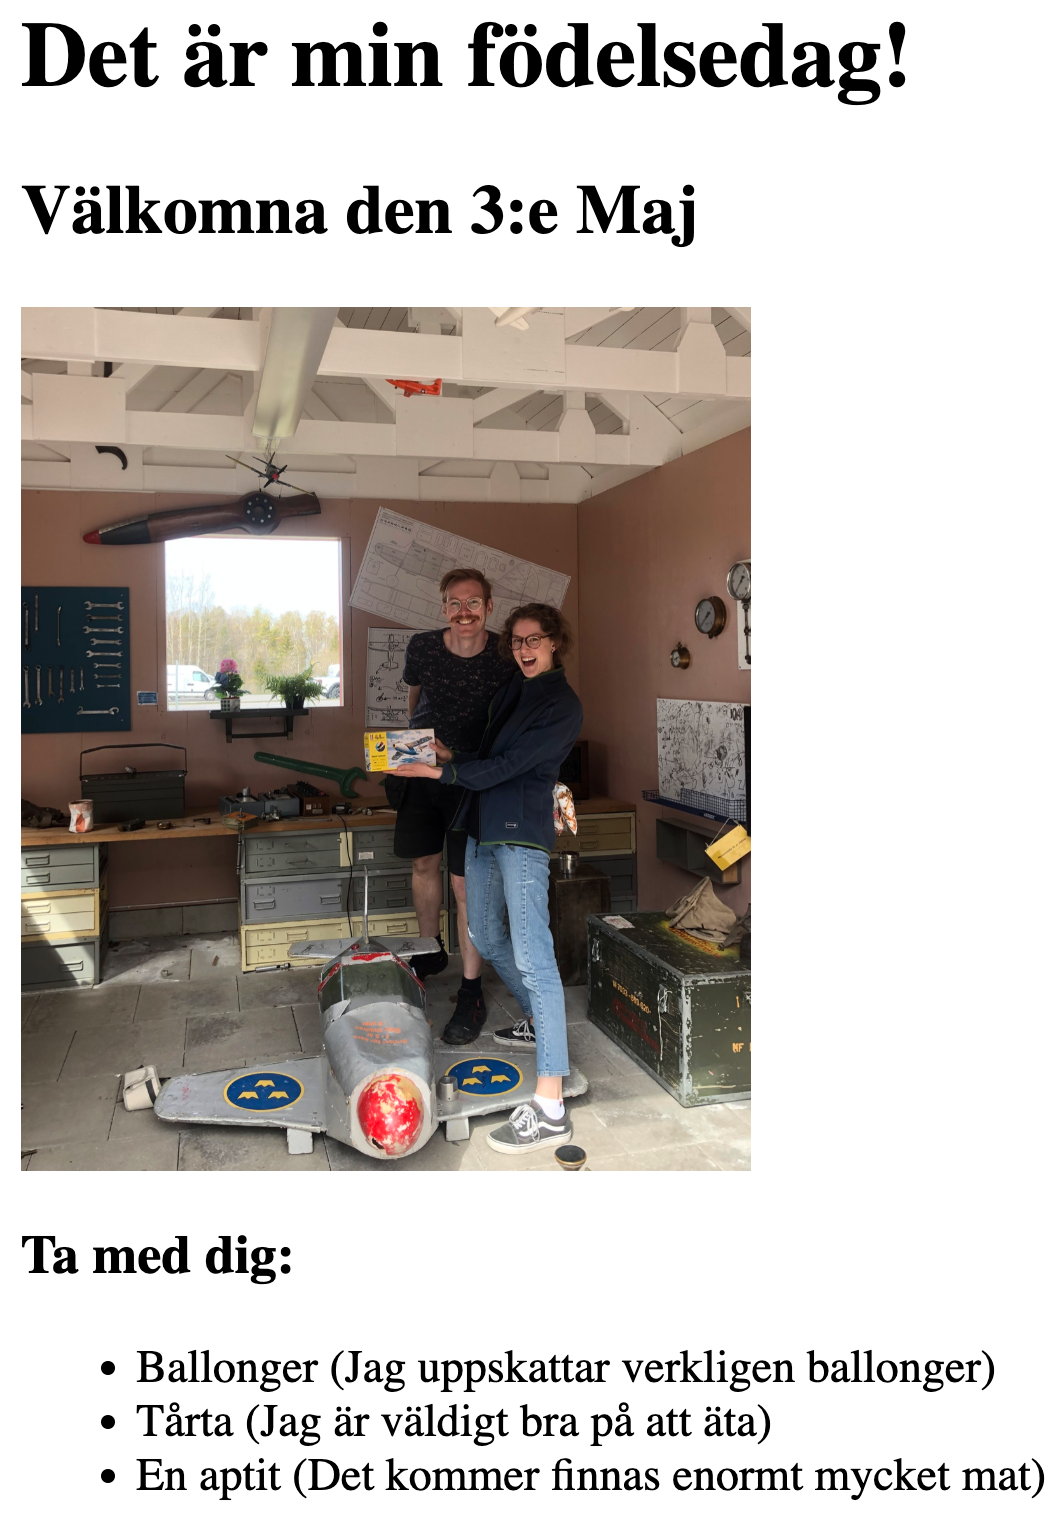 Det är min födelsedag!
Välkomna den 3:e Maj
Ta med dig:
Ballonger (Jag uppskattar verkligen ballonger)
Tårta (Jag är väldigt bra på att äta)
En aptit (Det kommer finnas enormt mycket mat)